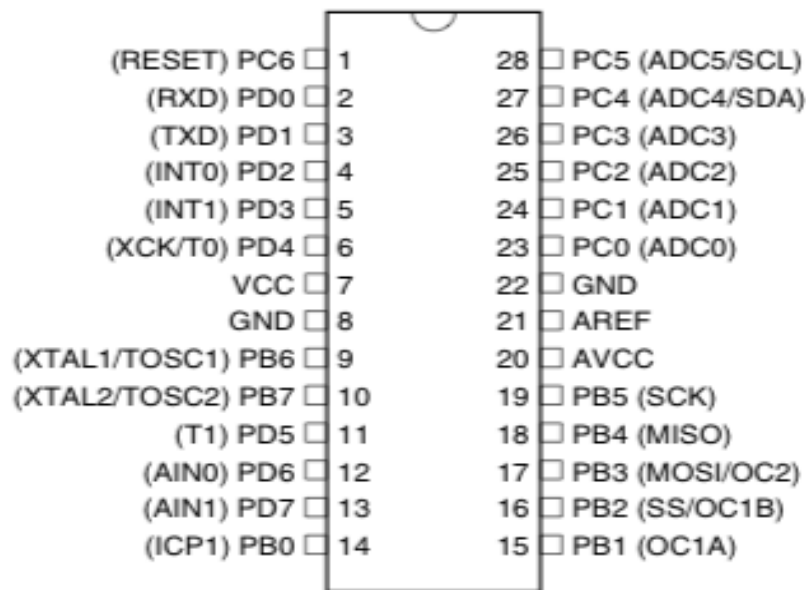 (RESET) PC6 1 28 PC5 (ADC5/SCL)
(RXD) PD0 2 27 PC4 (ADC4/SDA)
(TXD) PD1 3 26 PC3 (ADC3)
(INT0) PD2 4 25 PC2 (ADC2)
(INT1) PD3 5 24 PC1 (ADC1)
(XCK/T0) PD4 6 23 PC0 (ADC0)
VCC 7 22 GND
GND 8 21 AREF
(XTAL1/TOSC1) PB6 9 20 AVCC
(XTAL2/TOSC2) PB7 10 19 PB5 (SCK)
(T1) PD5 11 18 PB4 (MISO)
(AIN0) PD6 12 17 PB3 (MOSI/OC2)
(AIN1) PD7 13 16 PB2 (SS/OC1B)
(ICP1) PB0 14 15 PB1 (OC1A)